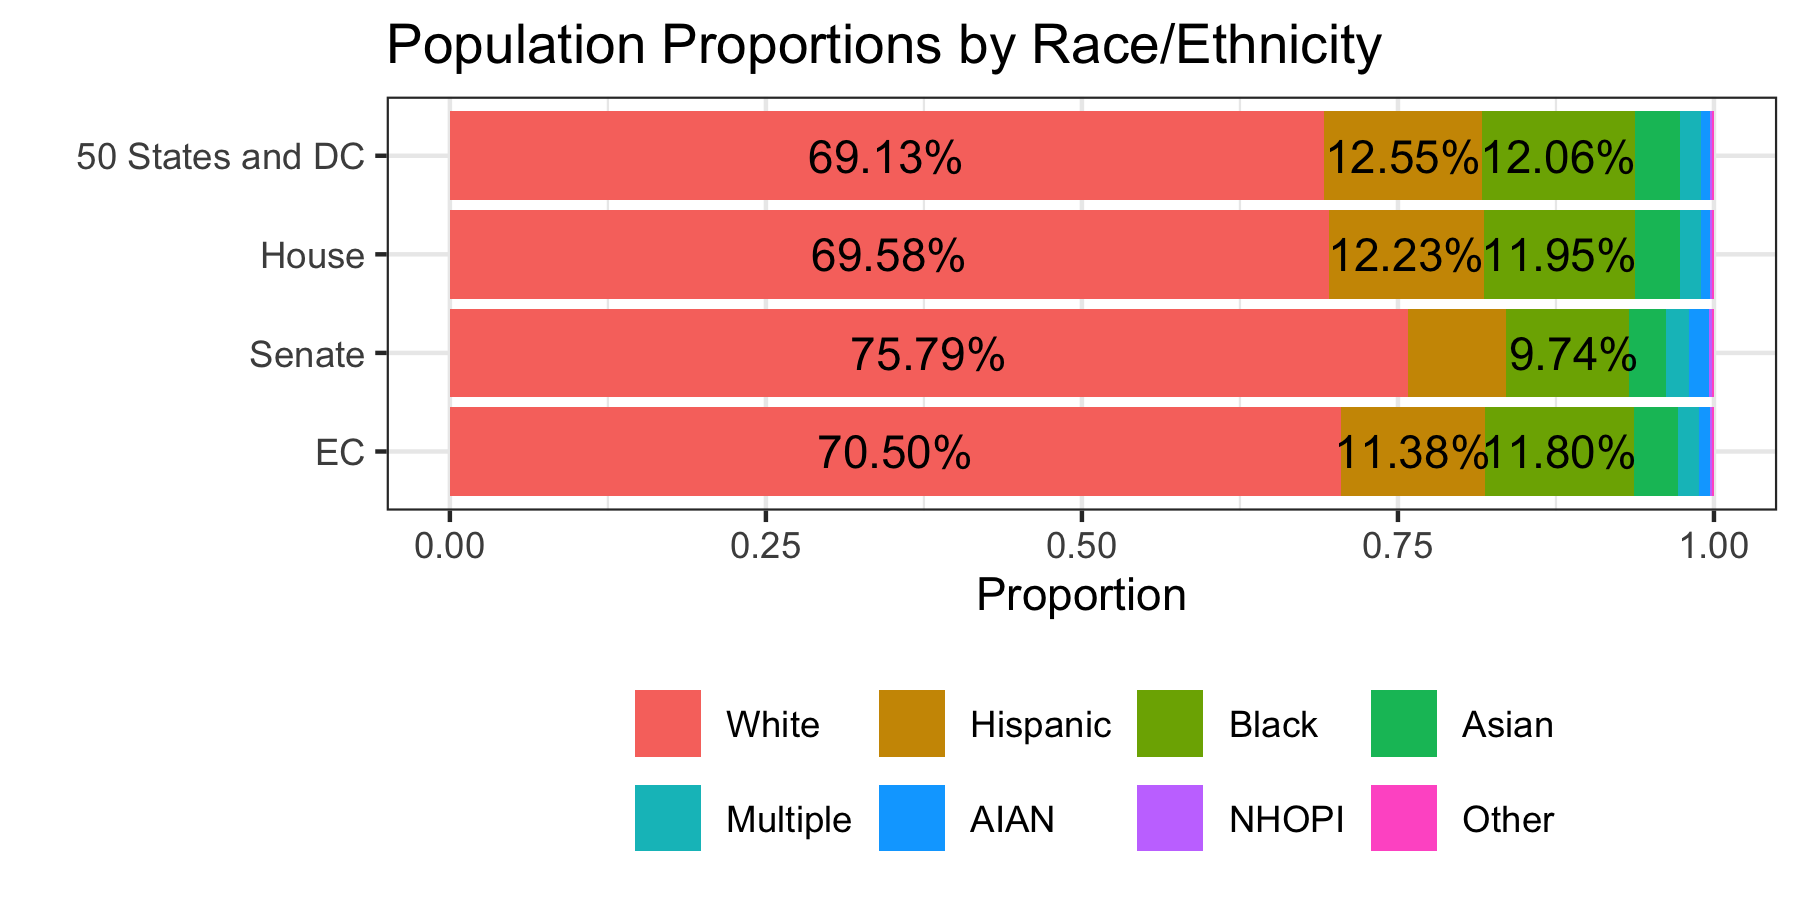 Population Proportions by Race/Ethnicity
50 States and DC 69.13% 12.55% 12.06%
House 69.58% 12.23% 11.95%
Senate 75.79% 9.74%
EC 70.50% 11.38% 11.80%
0.00 0.25 0.50 0.75 1.00
Proportion
White Hispanic Black Asian
Multiple AIAN NHOPI Other